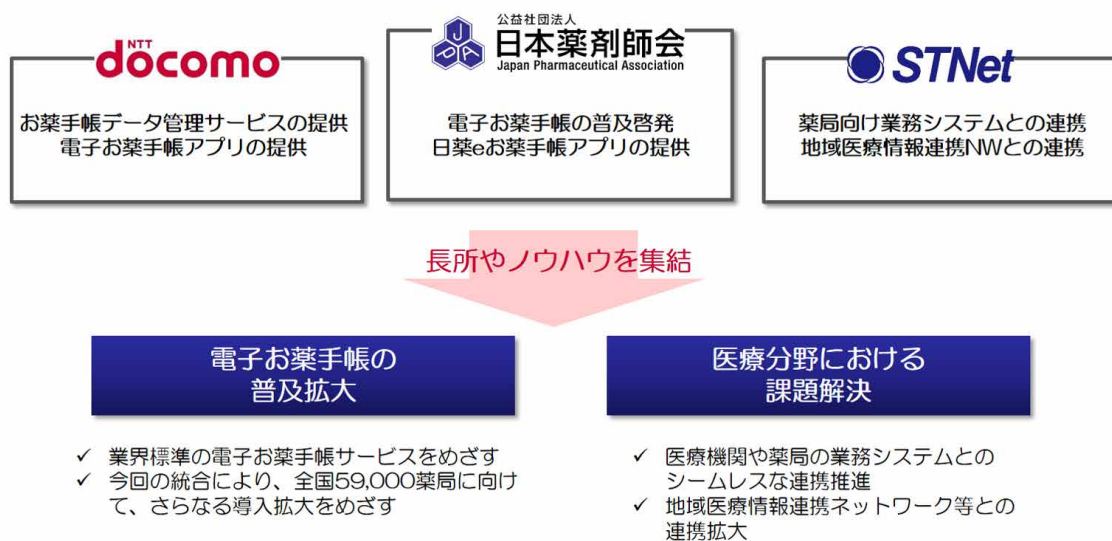 NTT
döcomo
お薬手帳データ管理サービスの提供
電子お薬手帳アプリの提供
JPA
公益社団法人
日本薬剤師会
Japan Pharmaceutical Association
電子お薬手帳の普及啓発
日薬eお薬手帳アプリの提供
STNet
薬局向け業務システムとの連携
地域医療情報連携NWとの連携
長所やノウハウを集結
電子お薬手帳の
普及拡大
✓ 業界標準の電子お薬手帳サービスをめざす
✓ 今回の統合により、全国59,000薬局に向け
て、さらなる導入拡大をめざす
医療分野における
課題解決
✓ 医療機関や薬局の業務システムとの
シームレスな連携推進
✓ 地域医療情報連携ネットワーク等との
連携拡大